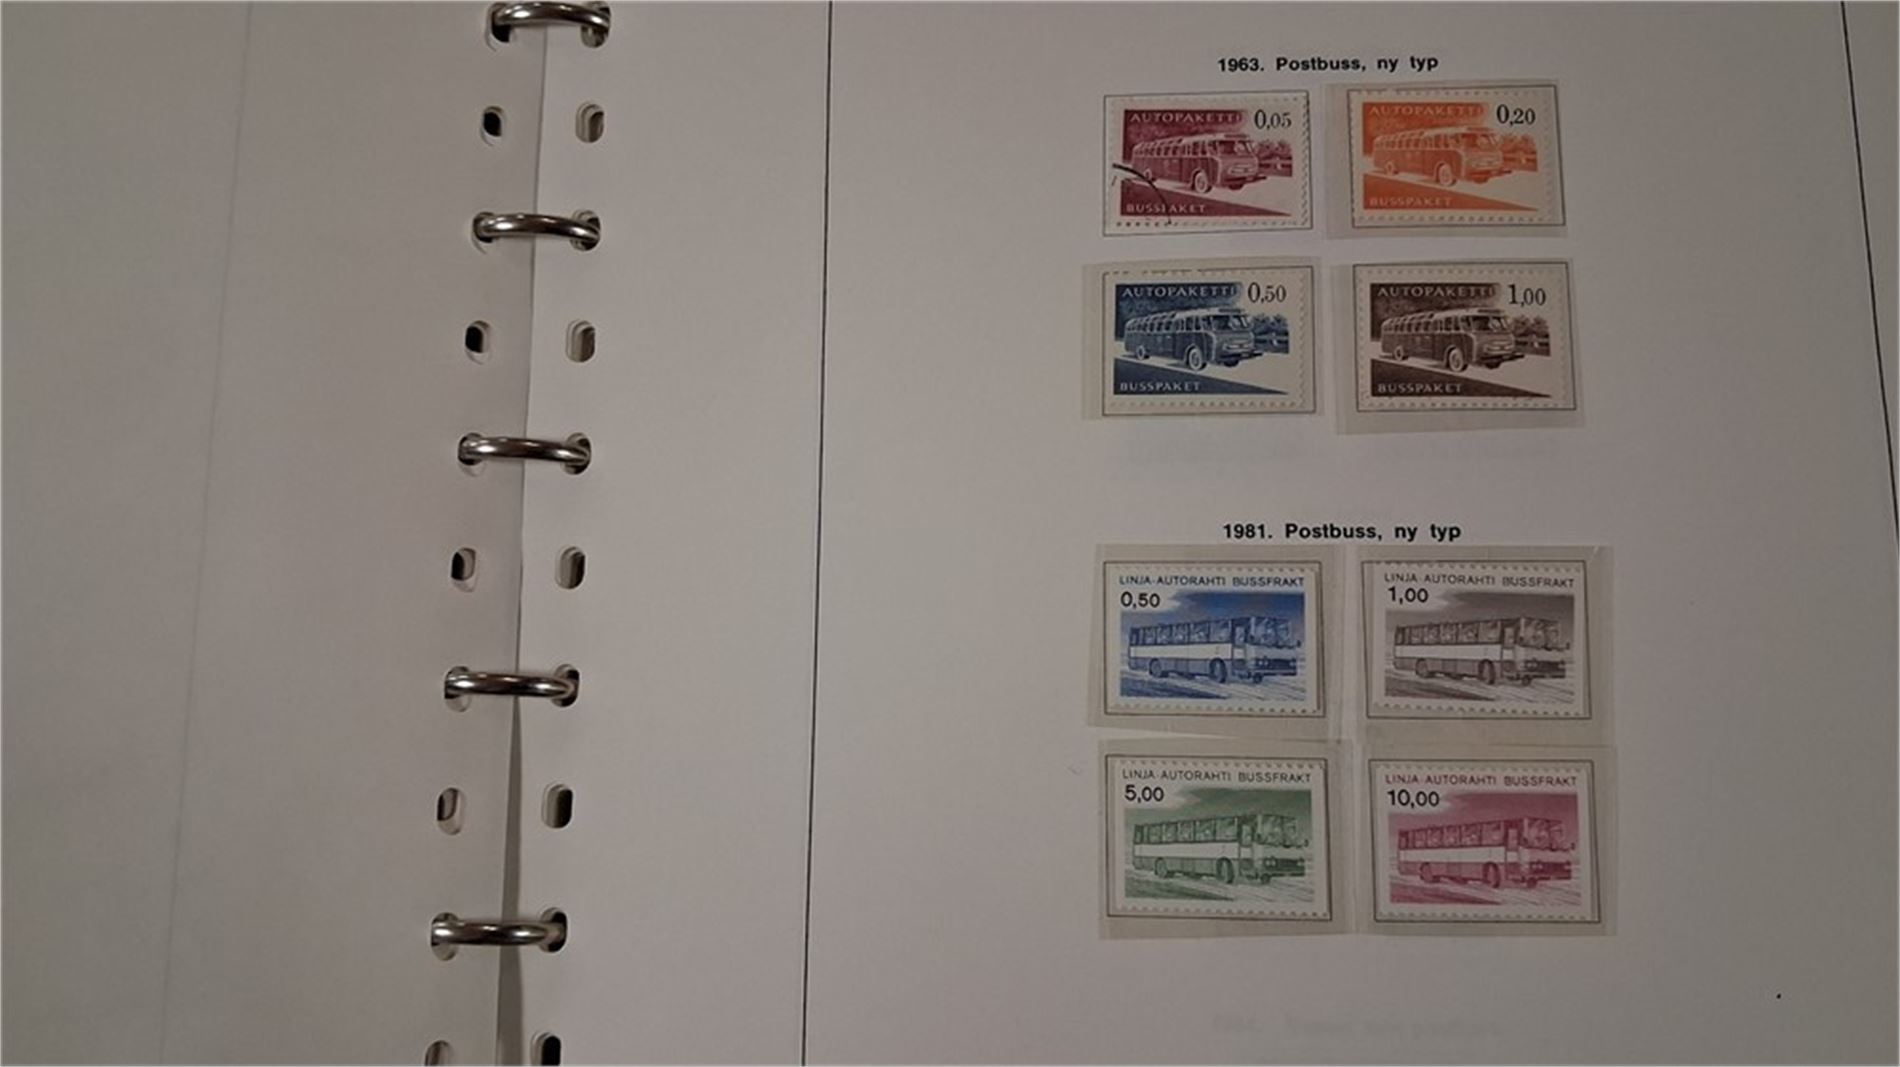 1963. Postbuss, ny typ
AUTOPAKETTI 0,05
BUSSPAKET
AUTOPAKETTI 0,20
BUSSPAKET
AUTOPAKETTI 0,50
BUSSPAKET
AUTOPAKETTI 1,00
BUSSPAKET
1981. Postbuss, ny typ
LINJA-AUTORAHTI BUSSFRAKT
0,50
LINJA-AUTORAHTI BUSSFRAKT
1,00
LINJA-AUTORAHTI BUSSFRAKT
5,00
LINJA-AUTORAHTI BUSSFRAKT
10,00